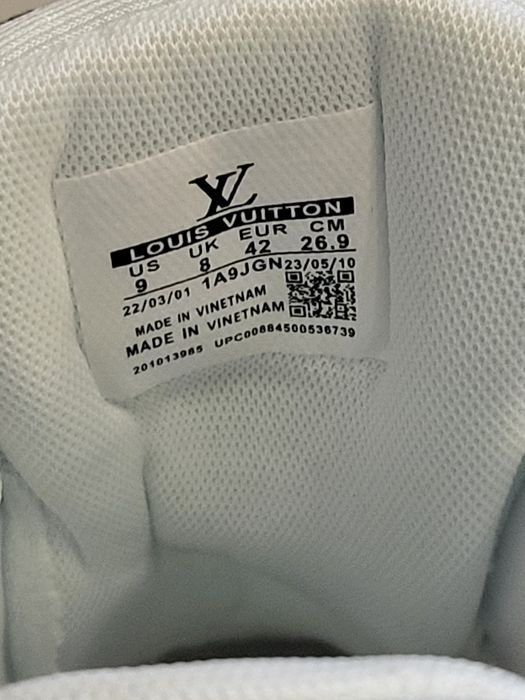 LV
LOUIS VUITTON
US UK EUR CM
9 8 42 26.9
22/03/01 1A9JGN 23/05/10
MADE IN VINETNAM
MADE IN VINETNAM
201013985 UPC00884500536739